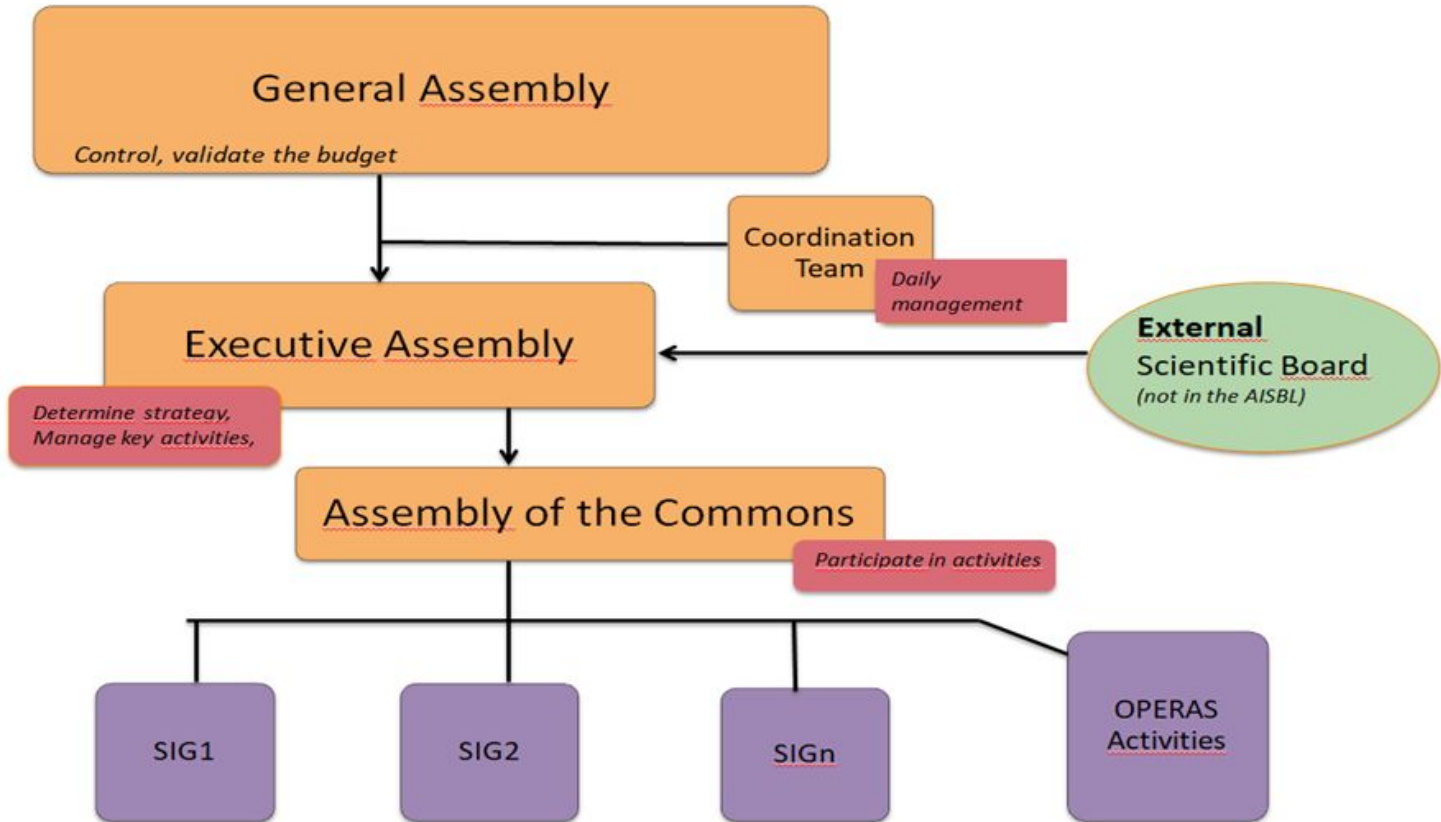 General Assembly
Control, validate the budget
Coordination
Team
Daily
management
Executive Assembly
External
Scientific Board
(not in the AISBL)
Determine strategy,
Manage key activities,
Assembly of the Commons
Participate in activities
SIG1
SIG2
SIGn
OPERAS
Activities